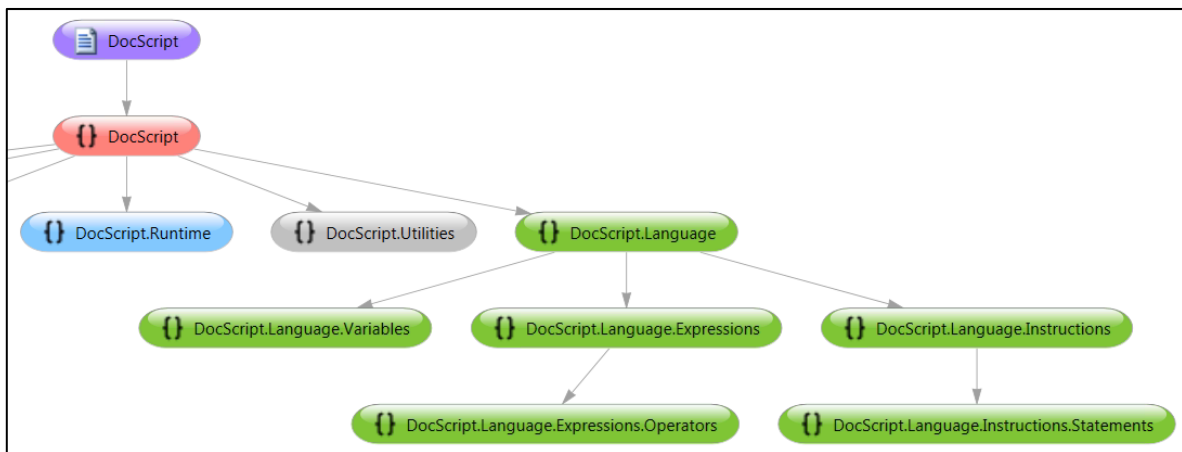 DocScript
{} DocScript
{} DocScript.Runtime
{} DocScript.Utilities
{} DocScript.Language
{} DocScript.Language.Variables
{} DocScript.Language.Expressions
{} DocScript.Language.Instructions
{} DocScript.Language.Expressions.Operators
{} DocScript.Language.Instructions.Statements